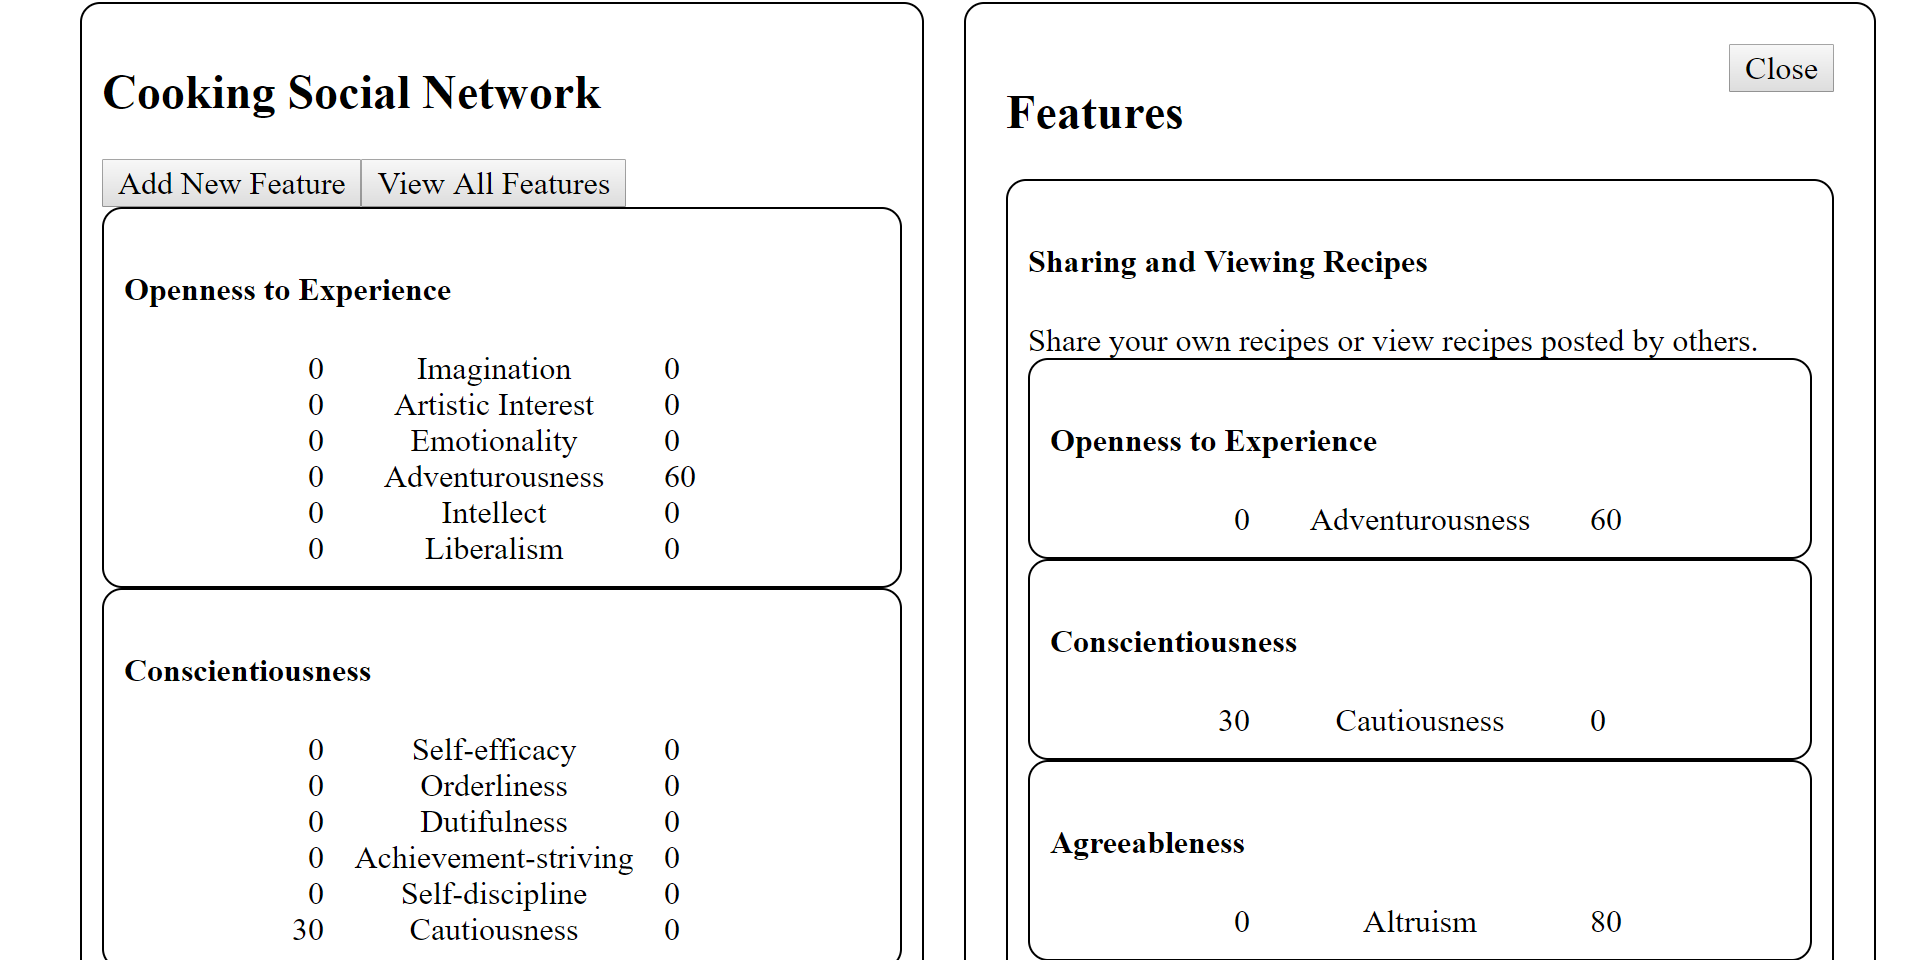 Cooking Social Network
Add New Feature View All Features
Openness to Experience
0 Imagination 0
0 Artistic Interest 0
0 Emotionality 0
0 Adventurousness 60
0 Intellect 0
0 Liberalism 0
Conscientiousness
0 Self-efficacy 0
0 Orderliness 0
0 Dutifulness 0
0 Achievement-striving 0
0 Self-discipline 0
30 Cautiousness 0
Close
Features
Sharing and Viewing Recipes
Share your own recipes or view recipes posted by others.
Openness to Experience
0 Adventurousness 60
Conscientiousness
30 Cautiousness 0
Agreeableness
0 Altruism 80